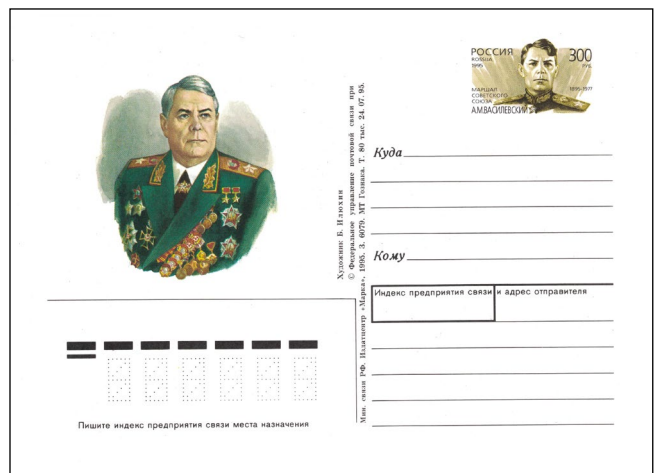 РОССИЯ 300
ROSSIJA РУБ.
1995
МАРШАЛ 1895-1977
СОВЕТСКОГО
СОЮЗА
А.М.ВАСИЛЕВСКИЙ
Художник Б. Илюхин
© Федеральное управление почтовой связи при
Мин. связи РФ. Издатцентр «Марка», 1995. З. 6079. МТ Гознака. Т. 80 тыс. 24. 07. 95.
Куда
Кому
Индекс предприятия связи и адрес отправителя
Пишите индекс предприятия связи места назначения